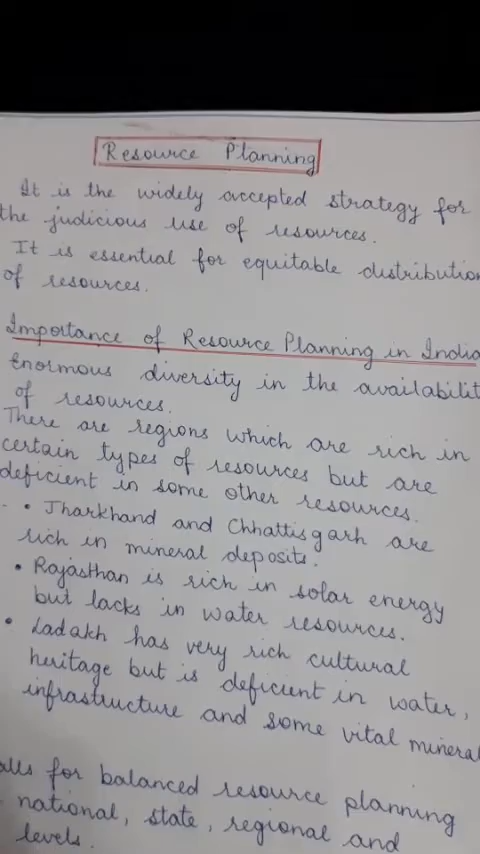 Resource Planning
It is the widely accepted strategy for
the judicious use of resources.
It is essential for equitable distribution
of resources.
Importance of Resource Planning in India
Enormous diversity in the availabilit
of resources.
There are regions which are rich in
certain types of resources but are
deficient in some other resources.
• Jharkhand and Chhattisgarh are
rich in mineral deposits.
• Rajasthan is rich in solar energy
but lacks in water resources.
• Ladakh has very rich cultural
heritage but is deficient in water,
infrastructure and some vital mineral
alls for balanced resource planning
national, state, regional and
levels.